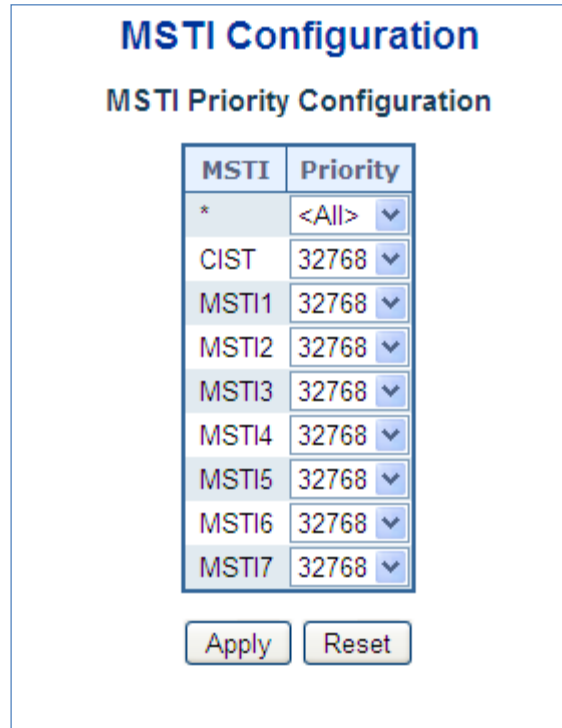 MSTI Configuration
MSTI Priority Configuration
MSTI Priority
* <All>
CIST 32768
MSTI1 32768
MSTI2 32768
MSTI3 32768
MSTI4 32768
MSTI5 32768
MSTI6 32768
MSTI7 32768
Apply Reset